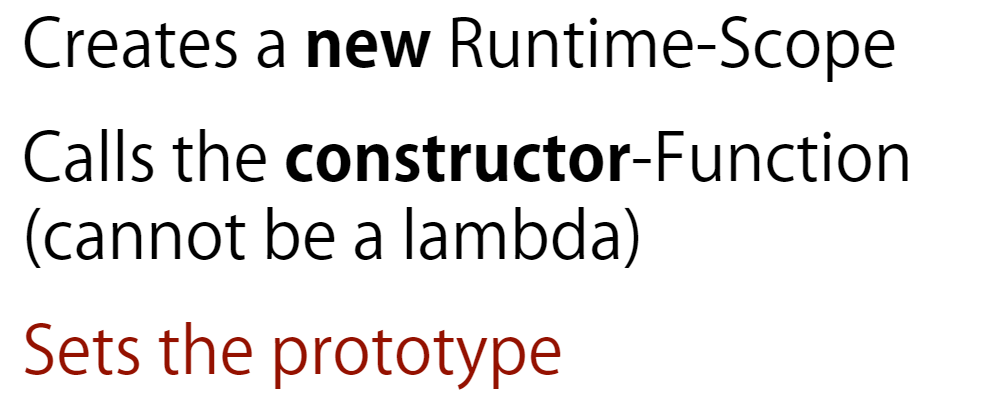 Creates a new Runtime-Scope
Calls the constructor-Function
(cannot be a lambda)
Sets the prototype